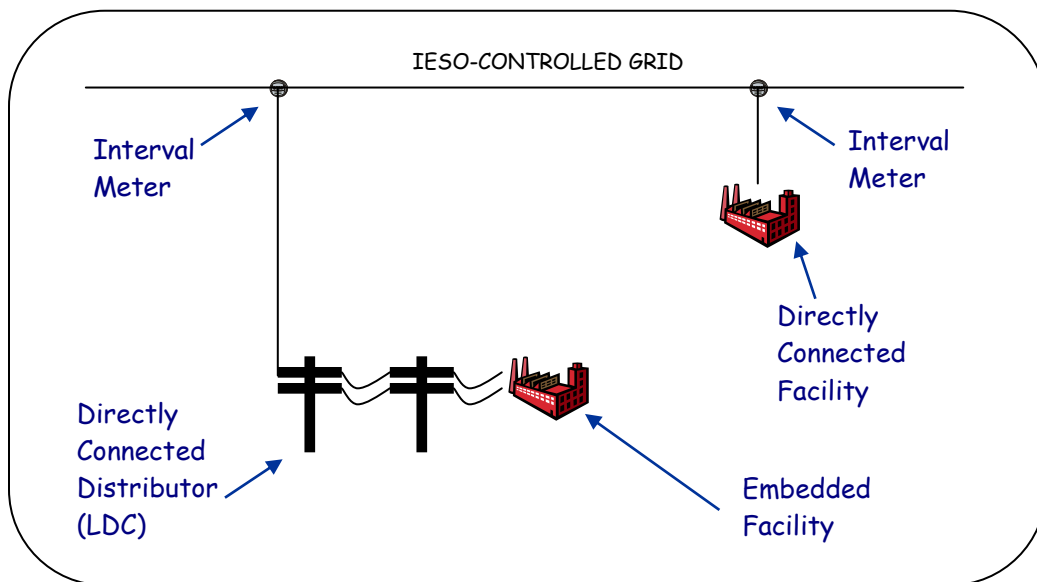 IESO-CONTROLLED GRID
Interval
Meter
Interval
Meter
Directly
Connected
Facility
Directly
Connected
Distributor
(LDC)
Embedded
Facility